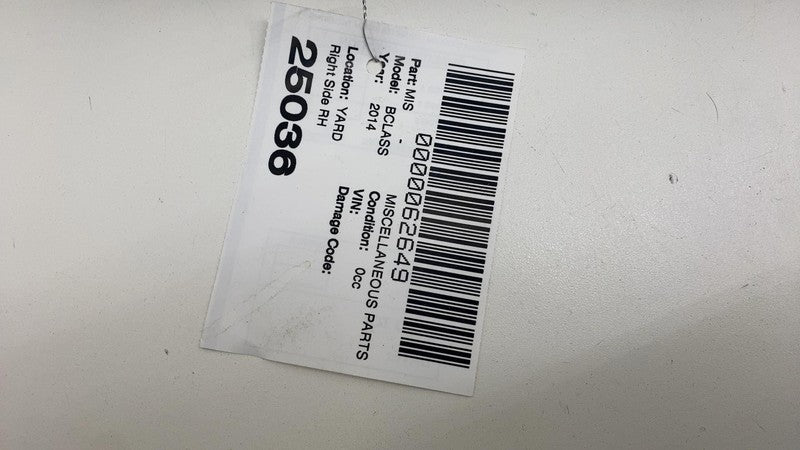 0000062649
Part: MIS - MISCELLANEOUS PARTS
Model: BCLASS Condition: 0cc
Year: 2014 VIN:
Damage Code:
Location: YARD
Right Side RH
25036